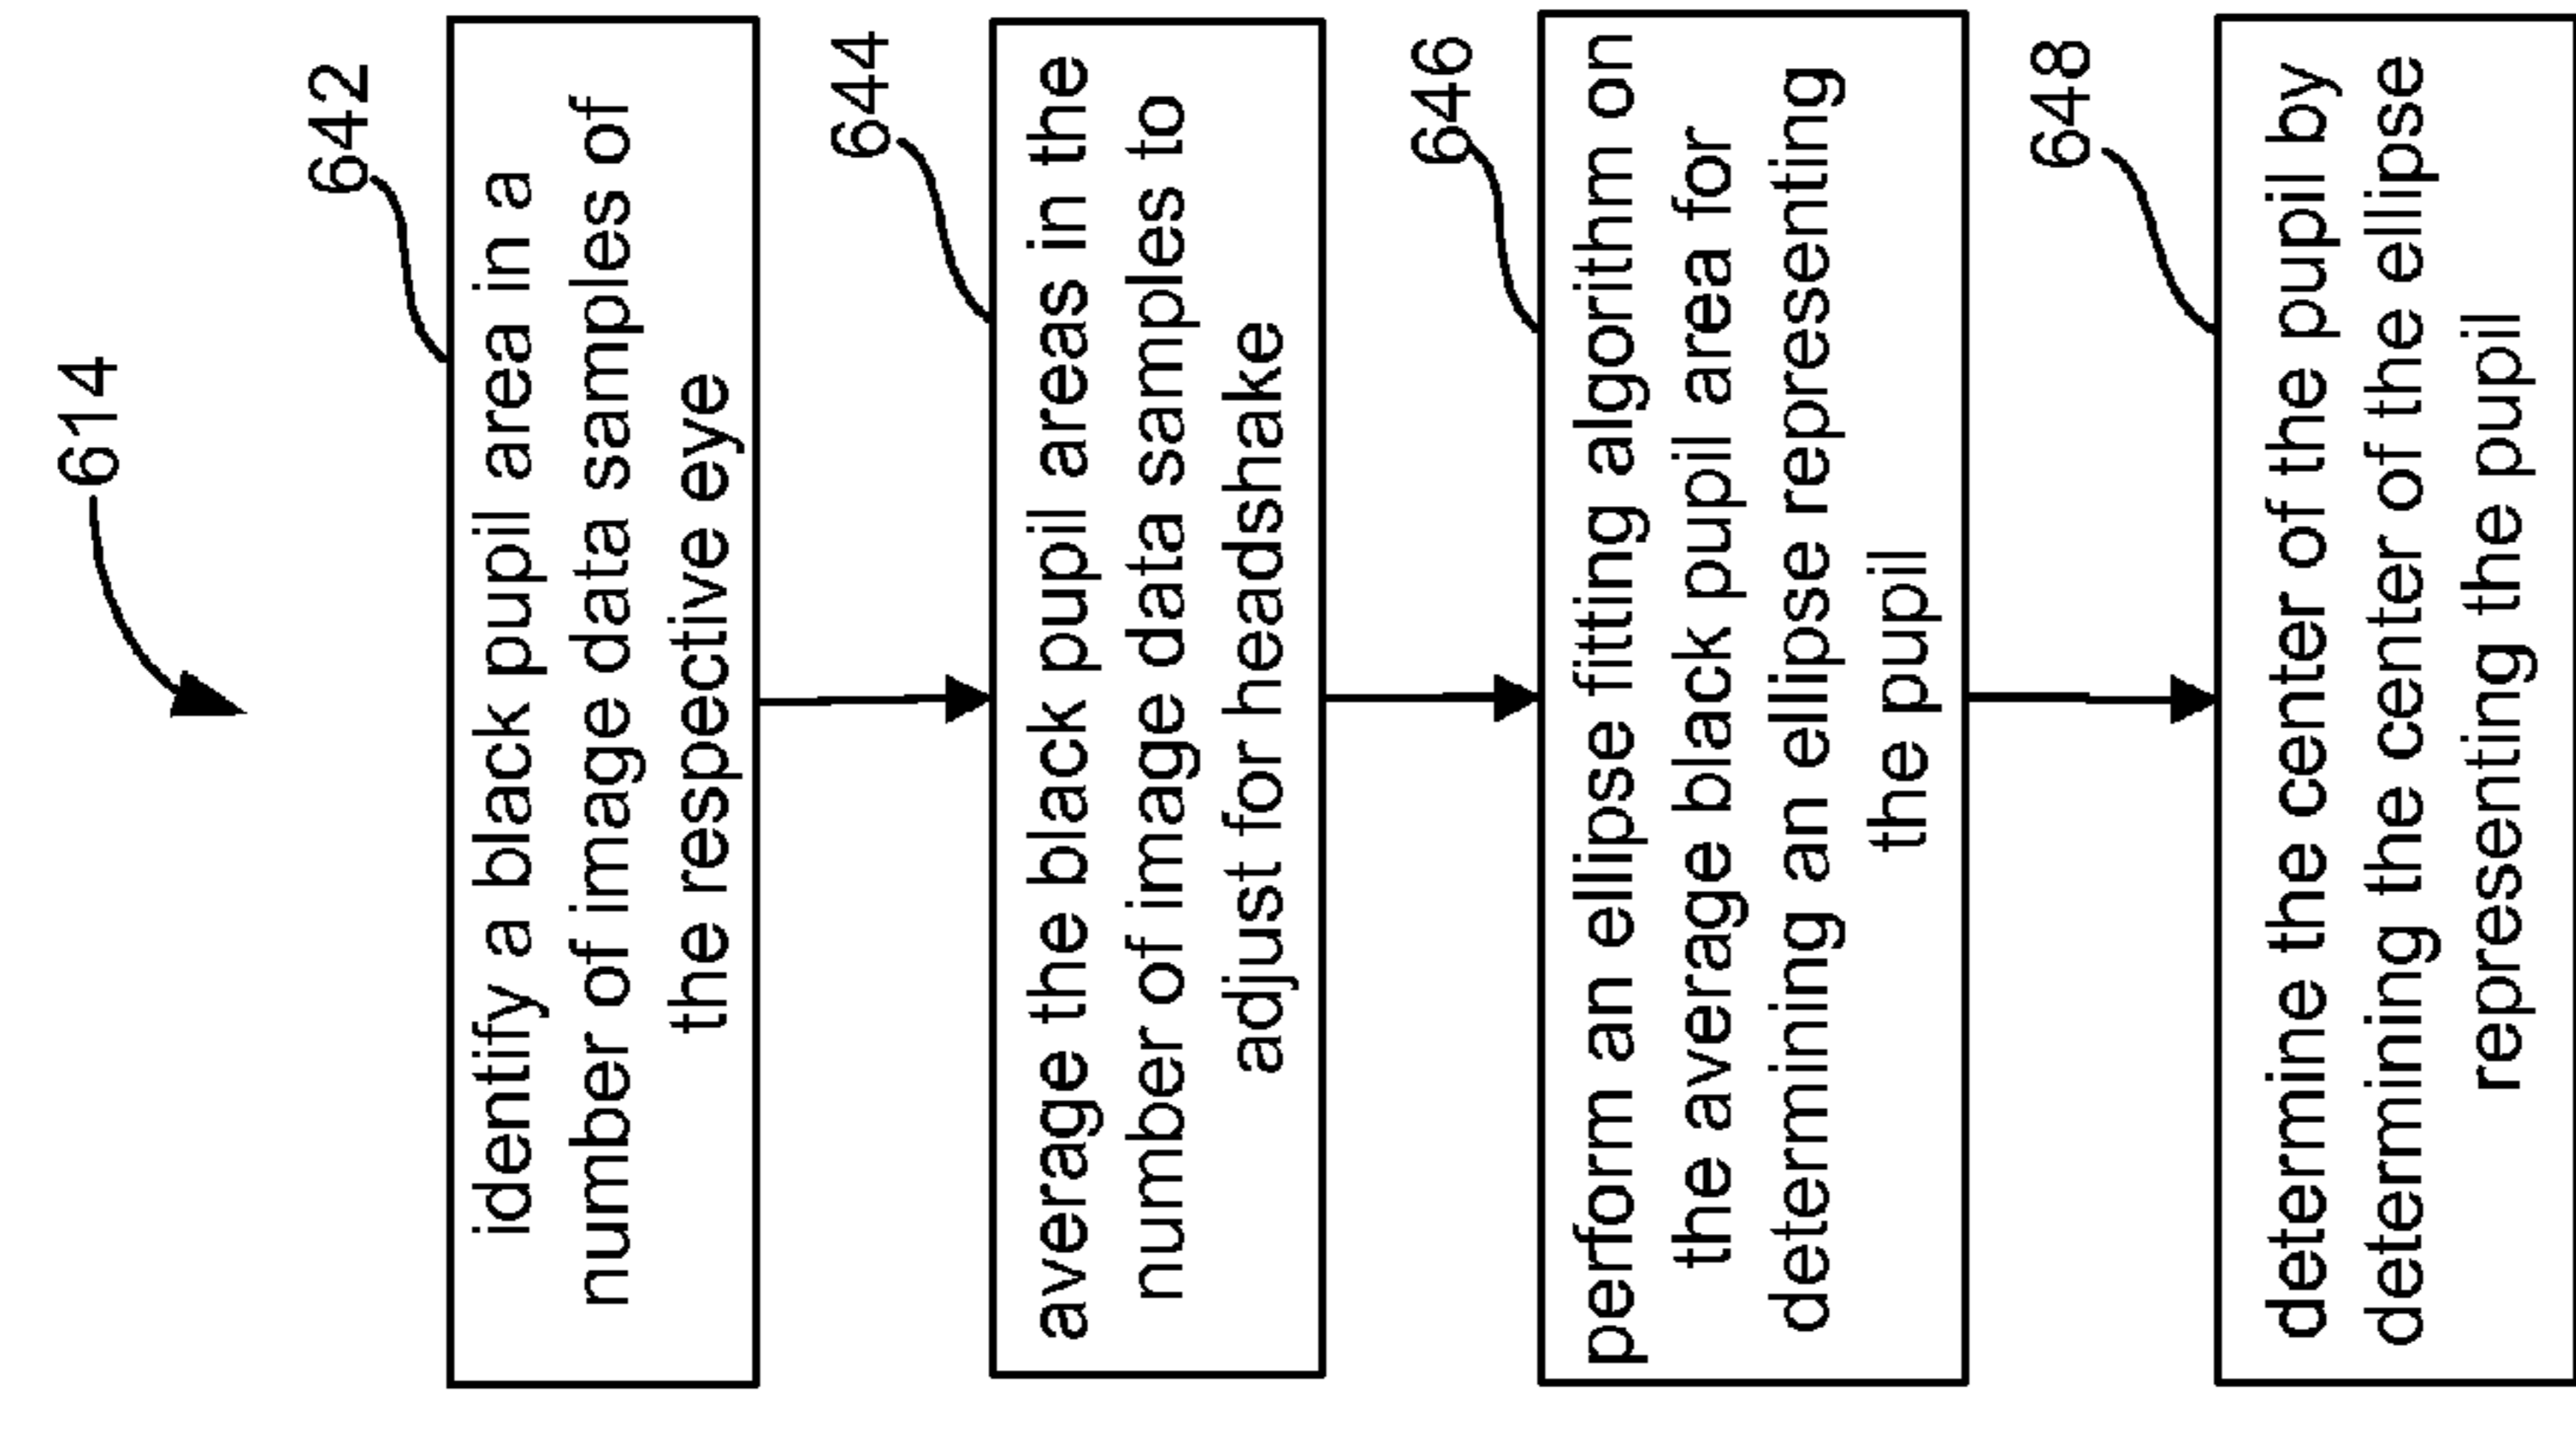 614
642
identify a black pupil area in a
number of image data samples of
the respective eye
644
average the black pupil areas in the
number of image data samples to
adjust for headshake
646
perform an ellipse fitting algorithm on
the average black pupil area for
determining an ellipse representing
the pupil
648
determine the center of the pupil by
determining the center of the ellipse
representing the pupil